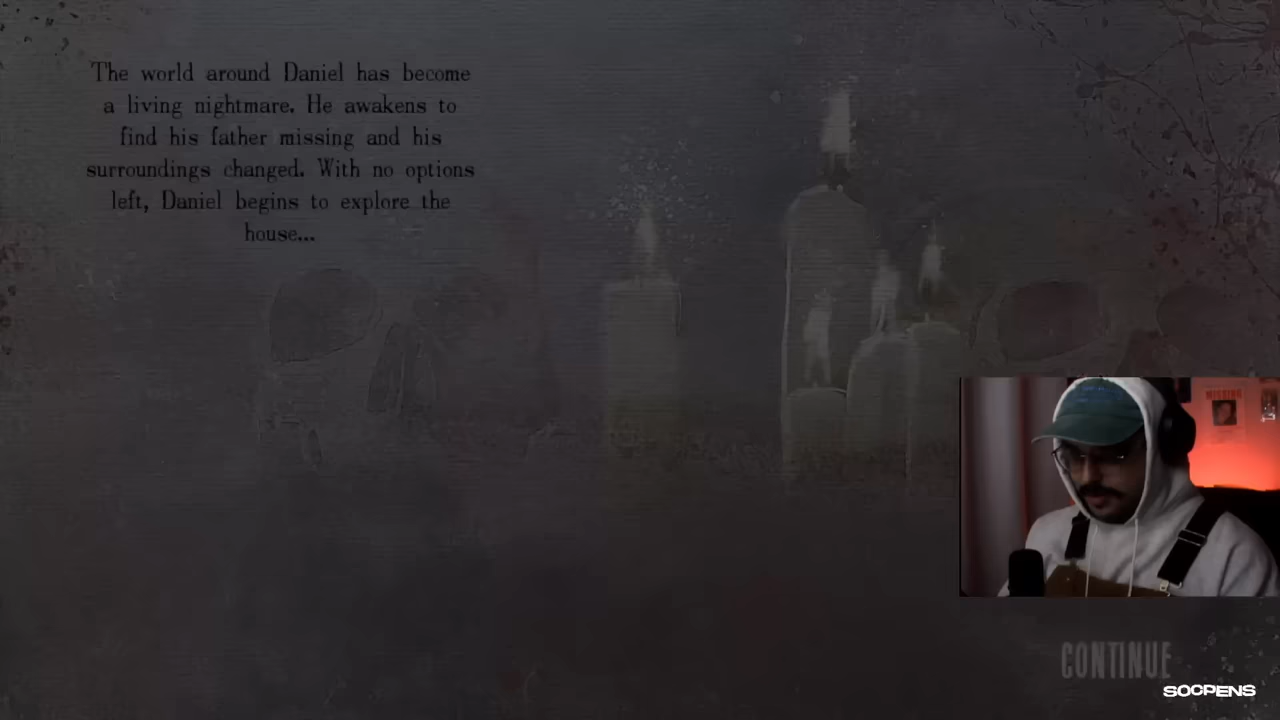 The world around Daniel has become
a living nightmare. He awakens to
find his father missing and his
surroundings changed. With no options
left, Daniel begins to explore the
house...
MISSING
CONTINUE
SOCPENS